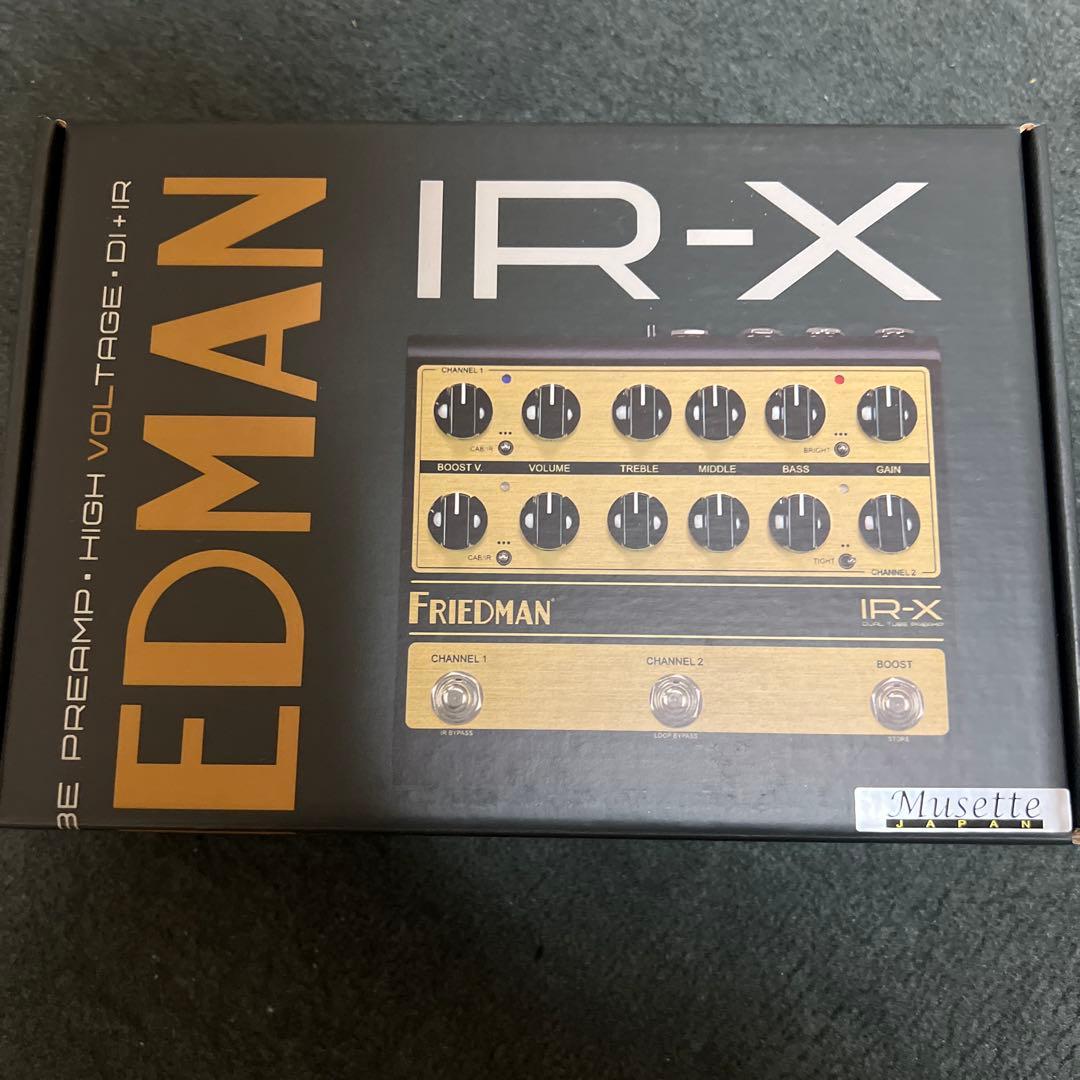 BE PREAMP • HIGH VOLTAGE • DI+IR
EDMAN
IR-X
CHANNEL 1
CAB/IR
BRIGHT
BOOST V. VOLUME TREBLE MIDDLE BASS GAIN
CAB/IR
TIGHT
CHANNEL 2
FRIEDMAN
IR-X
DUAL TUBE PREAMP
CHANNEL 1 CHANNEL 2 BOOST
IR BYPASS LOOP BYPASS STORE
Musette
JAPAN